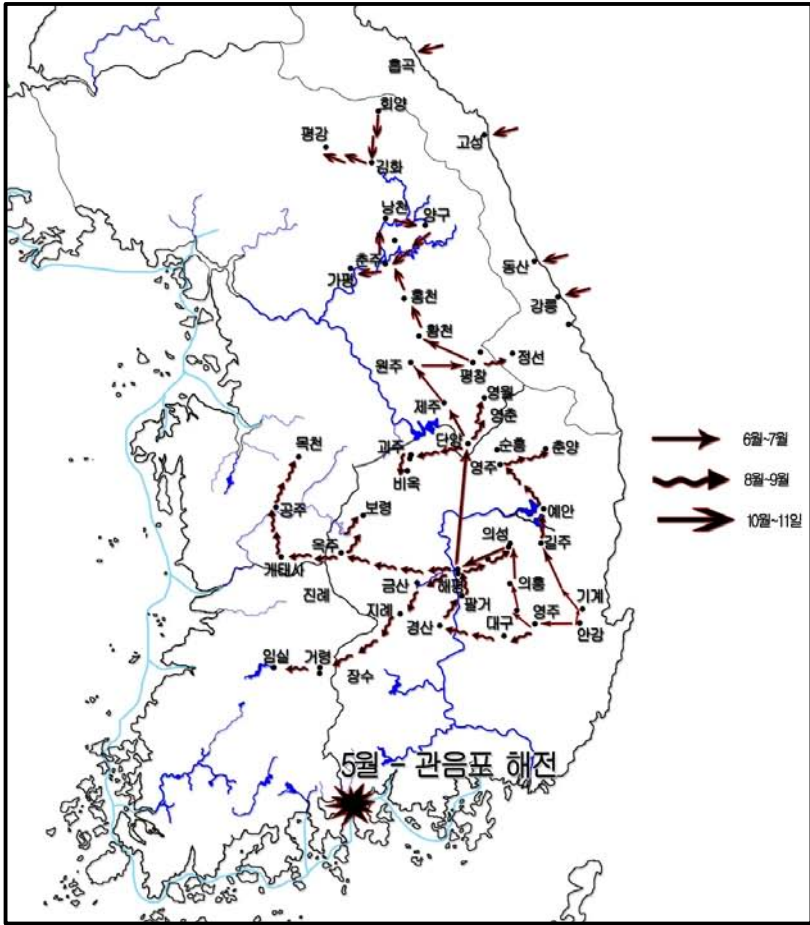 흡곡
회양
고성
평강
김화
낭천
양구
춘주
가평
동산
강릉
홍천
황천
원주
평창
정선
제주
영월
영춘
단양
목천
괴주
순흥
춘양
영주
비옥
6월~7월
8월~9월
10월~11일
공주
보령
예안
옥주
의성
길주
개태사
해평
금산
의흥
기계
진례
팔거
지례
경산
대구
영주
안강
임실
거령
장수
5월 - 관음포 해전